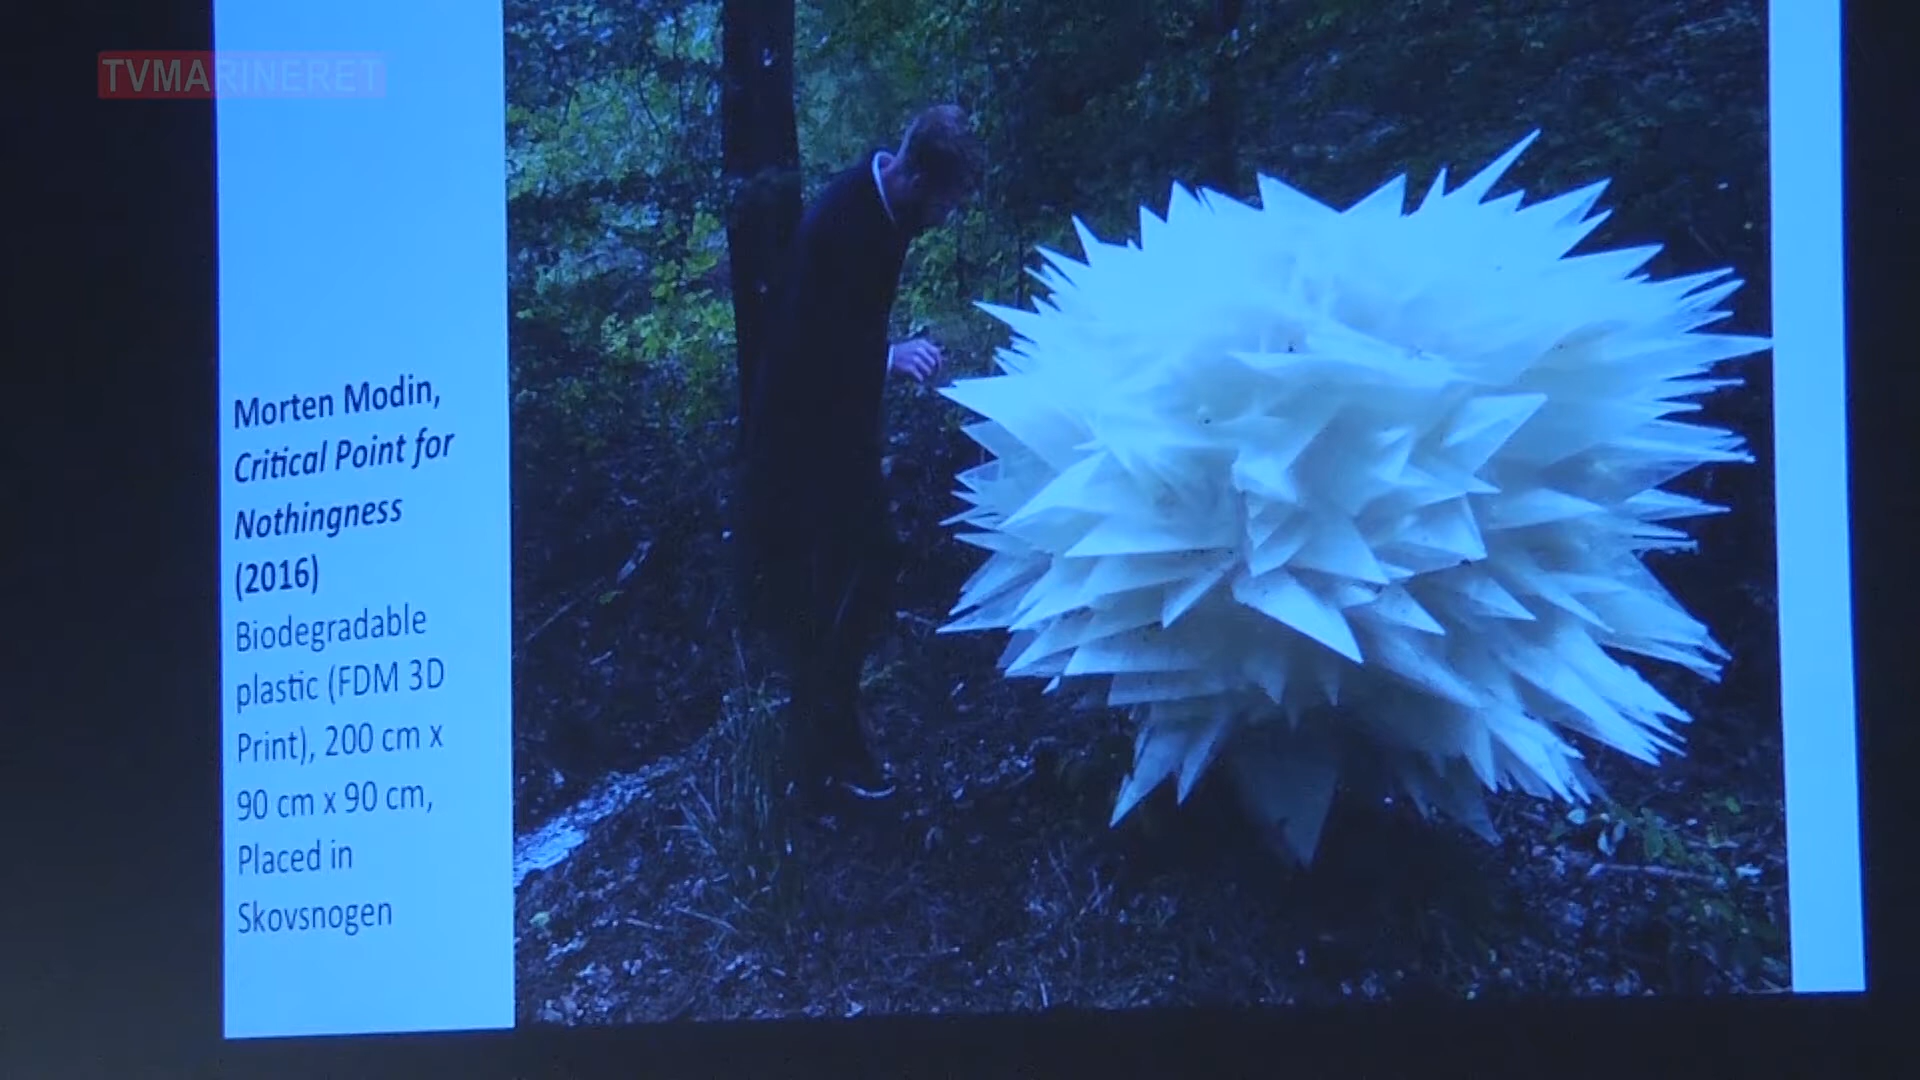 TVMARINERET
Morten Modin,
Critical Point for
Nothingness
(2016)
Biodegradable
plastic (FDM 3D
Print), 200 cm x
90 cm x 90 cm,
Placed in
Skovsnogen